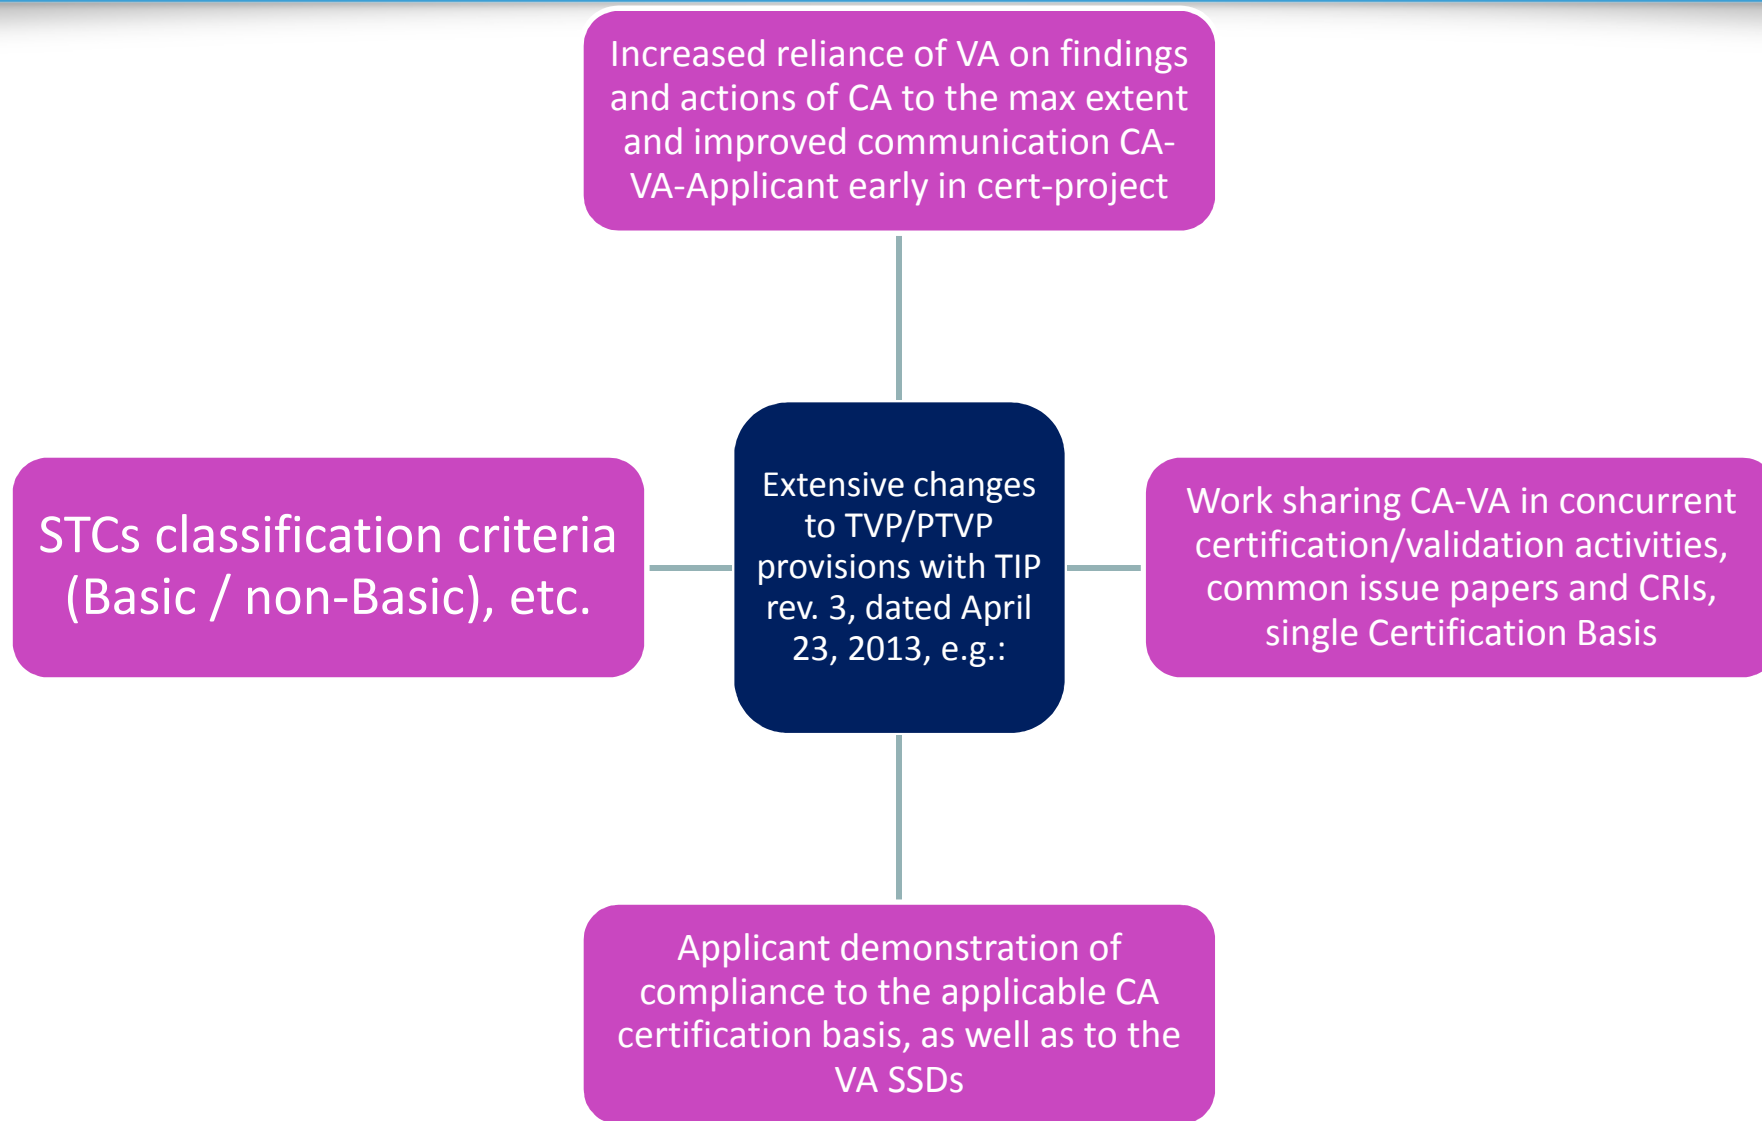 Increased reliance of VA on findings
and actions of CA to the max extent
and improved communication CA-
VA-Applicant early in cert-project
STCs classification criteria
(Basic / non-Basic), etc.
Extensive changes
to TVP/PTVP
provisions with TIP
rev. 3, dated April
23, 2013, e.g.:
Work sharing CA-VA in concurrent
certification/validation activities,
common issue papers and CRIs,
single Certification Basis
Applicant demonstration of
compliance to the applicable CA
certification basis, as well as to the
VA SSDs